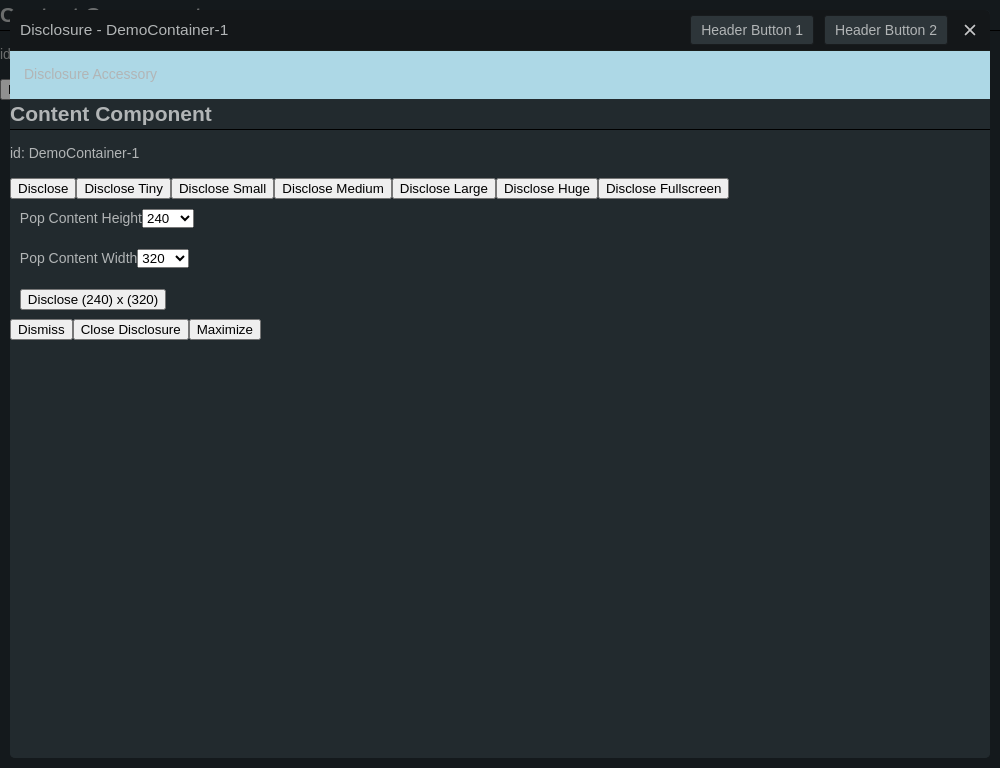 Disclosure - DemoContainer-1
Header Button 1
Header Button 2
Disclosure Accessory
Content Component
id: DemoContainer-1
Disclose
Disclose Tiny
Disclose Small
Disclose Medium
Disclose Large
Disclose Huge
Disclose Fullscreen
Pop Content Height 240
Pop Content Width 320
Disclose (240) x (320)
Dismiss
Close Disclosure
Maximize
id